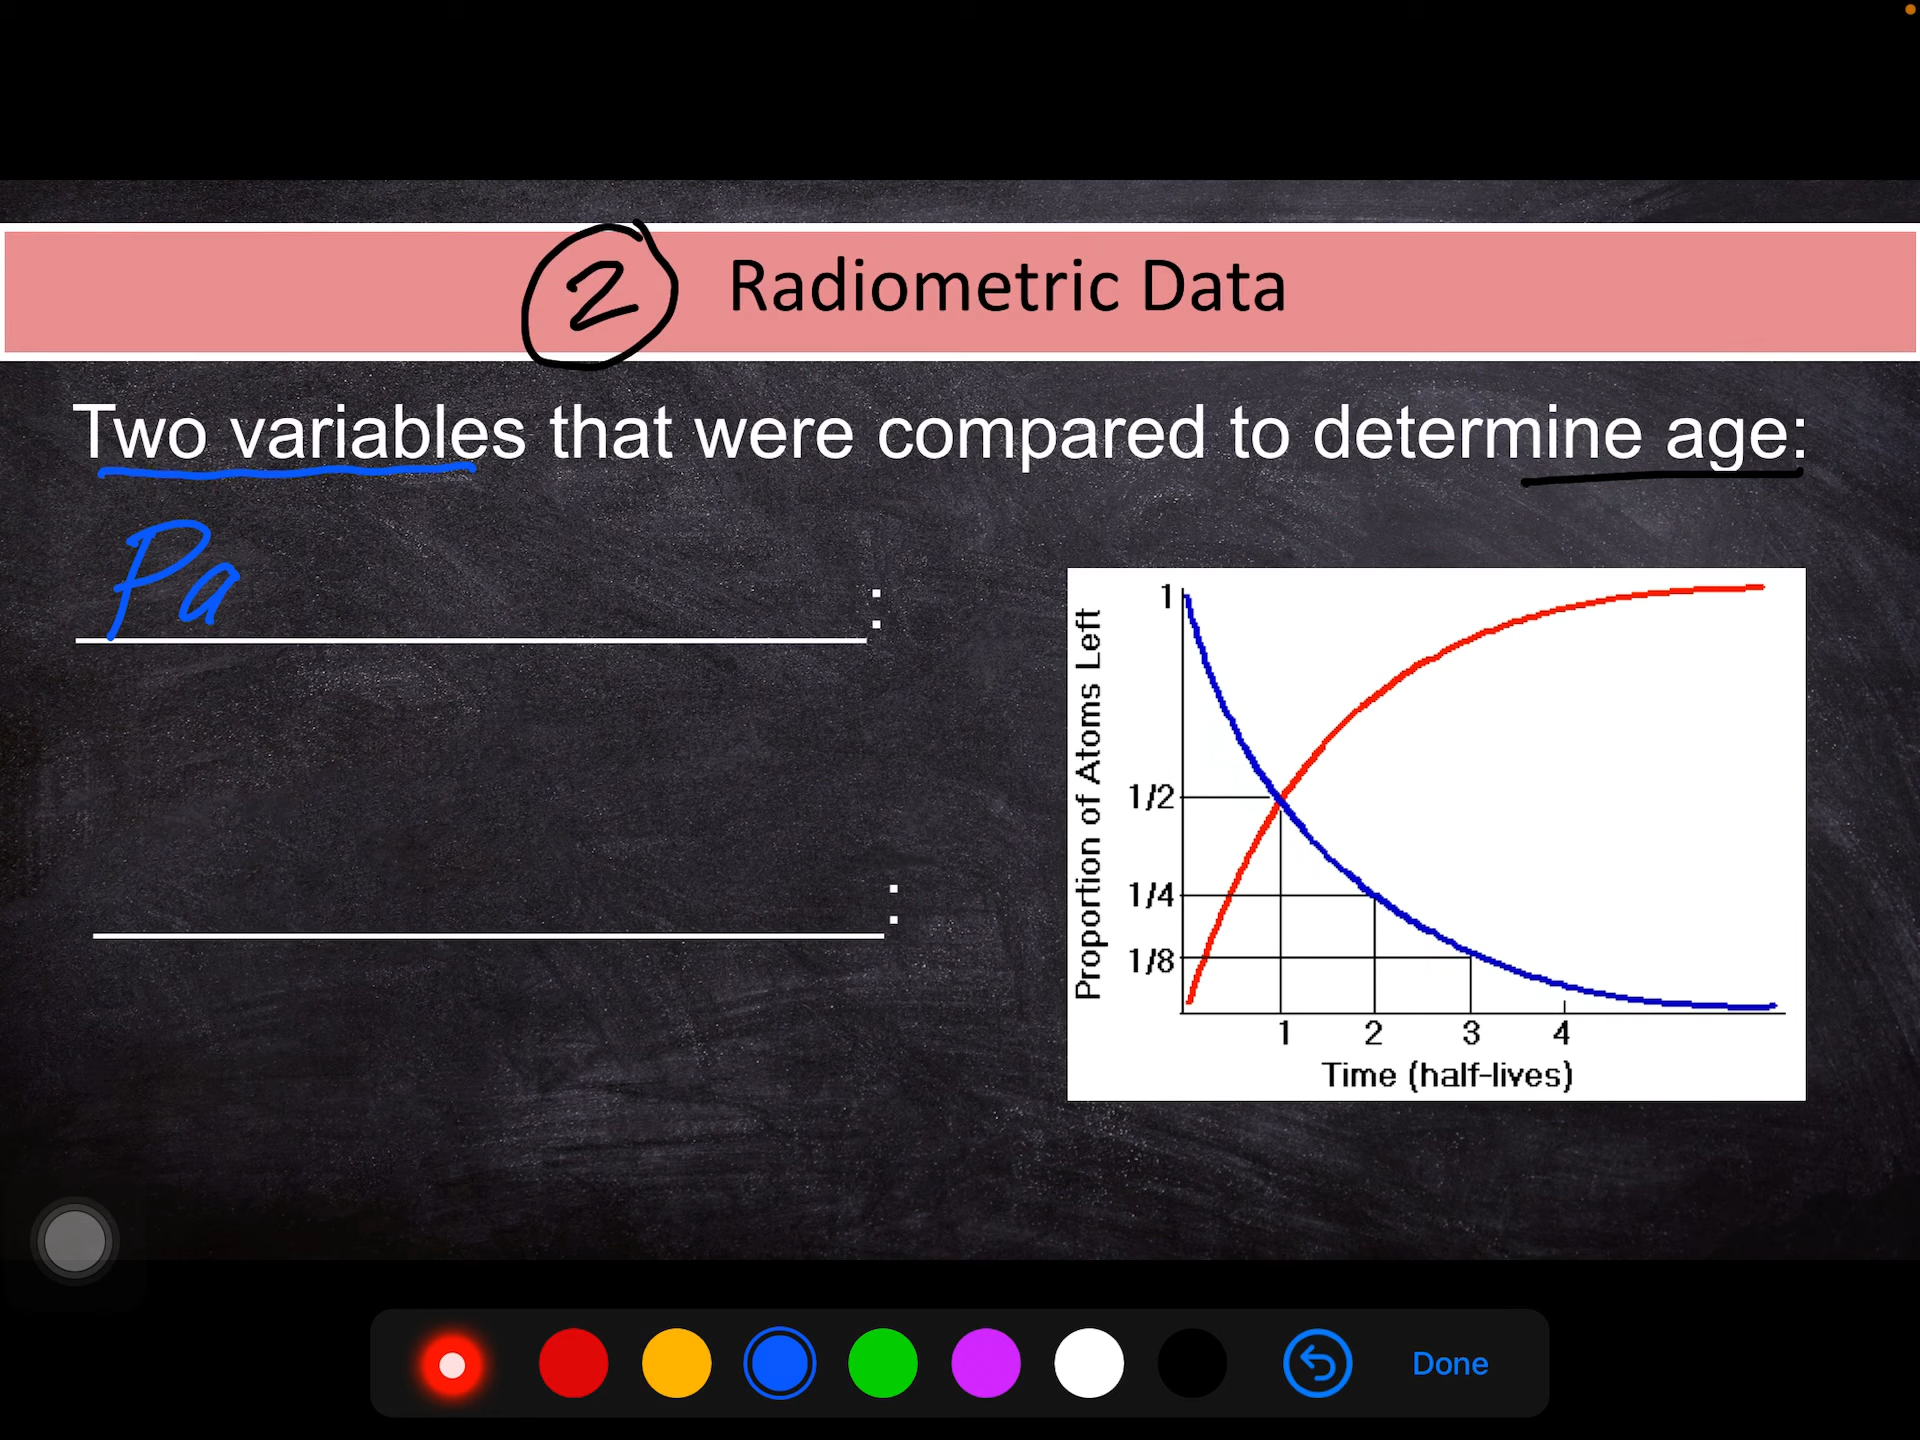 2 Radiometric Data
Two variables that were compared to determine age:
Pa
:
:
Proportion of Atoms Left
1
1/2
1/4
1/8
1 2 3 4
Time (half-lives)
Done